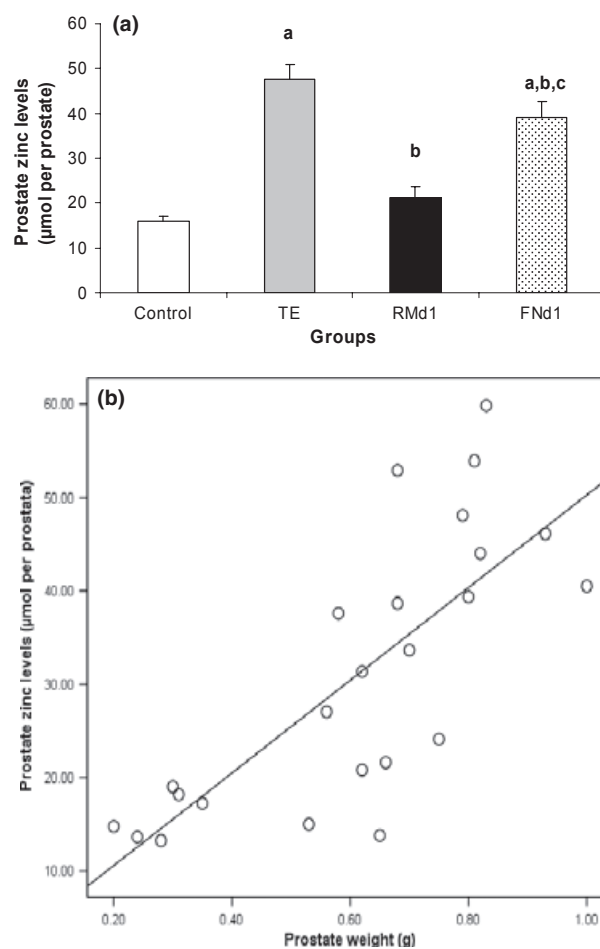 (a)
Prostate zinc levels
(µmol per prostate)
60
50
40
30
20
10
0
a
b
a,b,c
Control TE RMd1 FNd1
Groups
(b)
Prostate zinc levels (µmol per prostata)
60.00
50.00
40.00
30.00
20.00
10.00
0.20 0.40 0.60 0.80 1.00
Prostate weight (g)